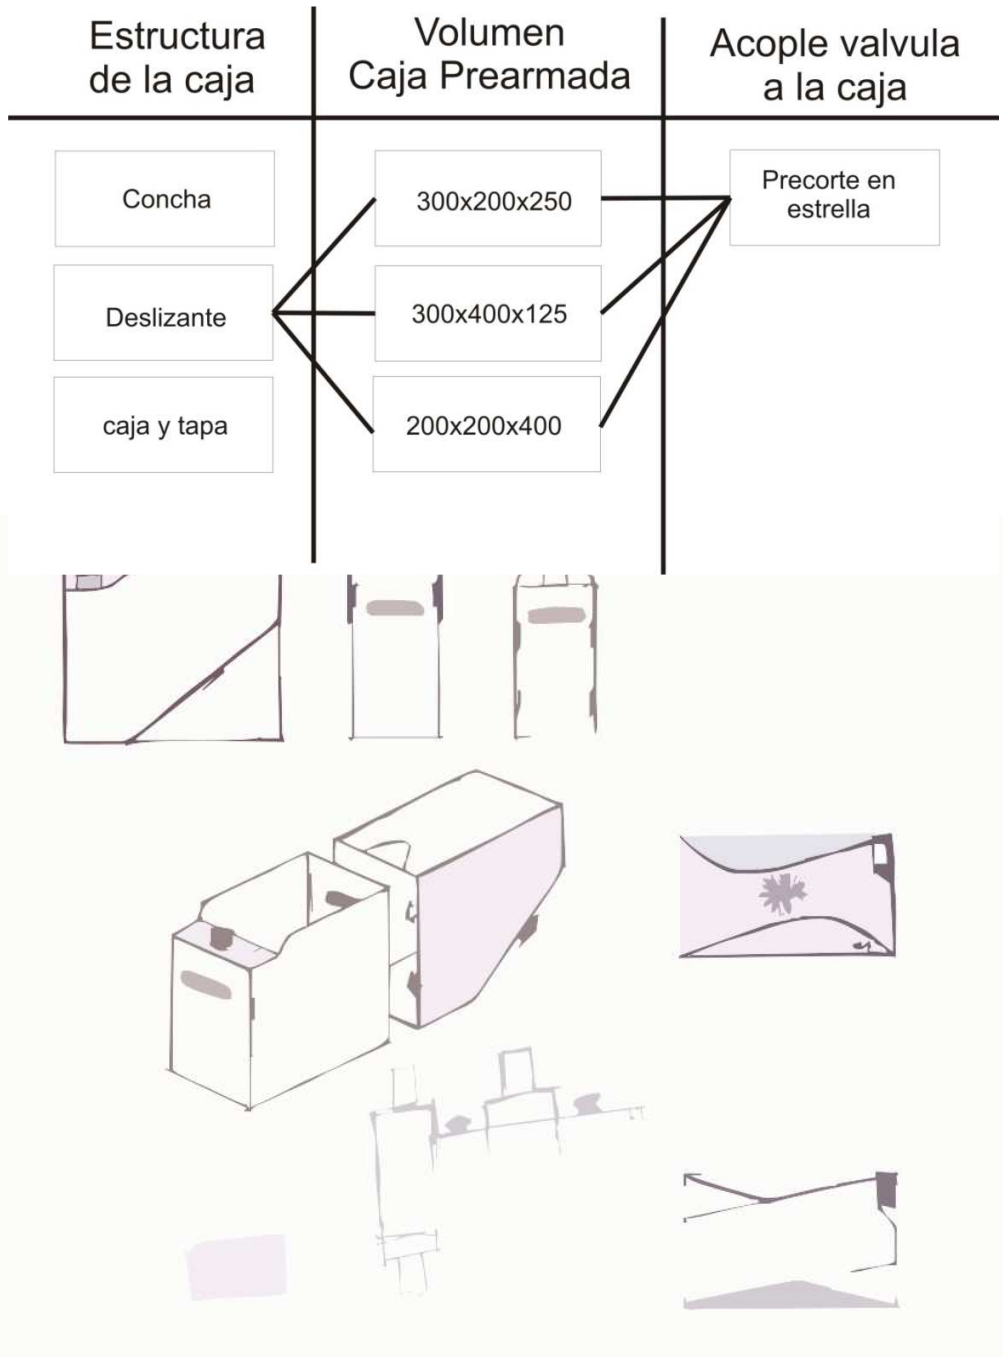 Estructura
de la caja
Volumen
Caja Prearmada
Acople valvula
a la caja
Concha
300x200x250
Precorte en
estrella
Deslizante
300x400x125
caja y tapa
200x200x400